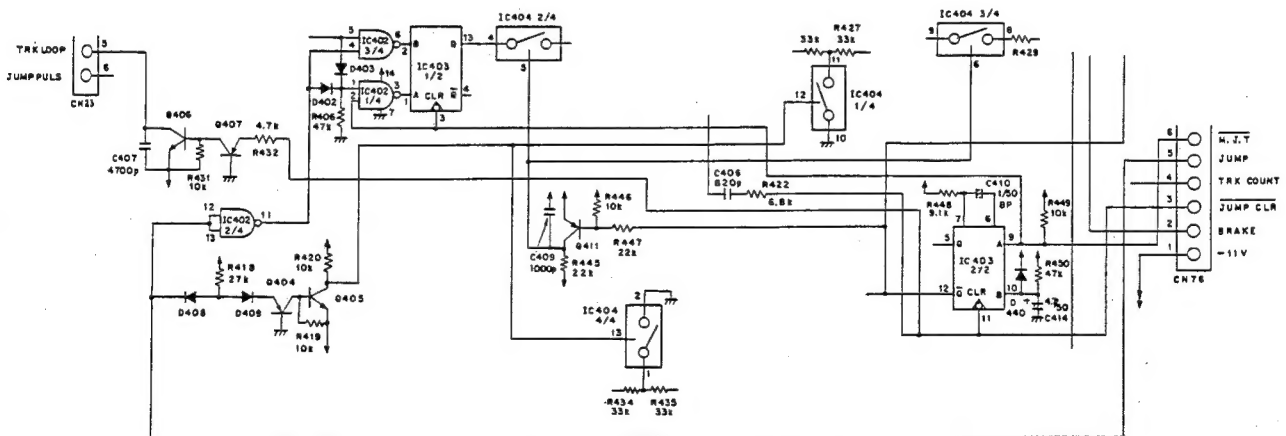 TRK LOOP
5
JUMP PULS
6
CN23
Q406
Q407
4.7k
R432
C407
4700p
R431
10k
5
4
IC402
3/4
6
2
D403
14
D402
1
2
IC402
1/4
3
1
7
R406
47k
B
Q
13
IC403
1/2
A
CLR
Q
4
3
IC404 2/4
4
5
R427
33k
33k
11
12
IC404
1/4
10
IC404 3/4
9
8
6
R429
12
13
IC402
2/4
11
R418
27k
D408
D409
Q404
R420
10k
Q405
R419
10k
C409
1000p
R446
10k
Q411
R447
22k
R445
22k
C406
820p
R422
6.8k
IC404
4/4
2
13
1
R434
33k
R435
33k
R448
9.1k
C410
1/50
BP
7
6
5
Q
A
9
IC403
2/2
12
Q
CLR
B
10
11
R449
10k
R450
47k
D
440
C414
6
M.J.T
5
JUMP
4
TRK COUNT
3
JUMP CLR
2
BRAKE
1
-11V
CN76